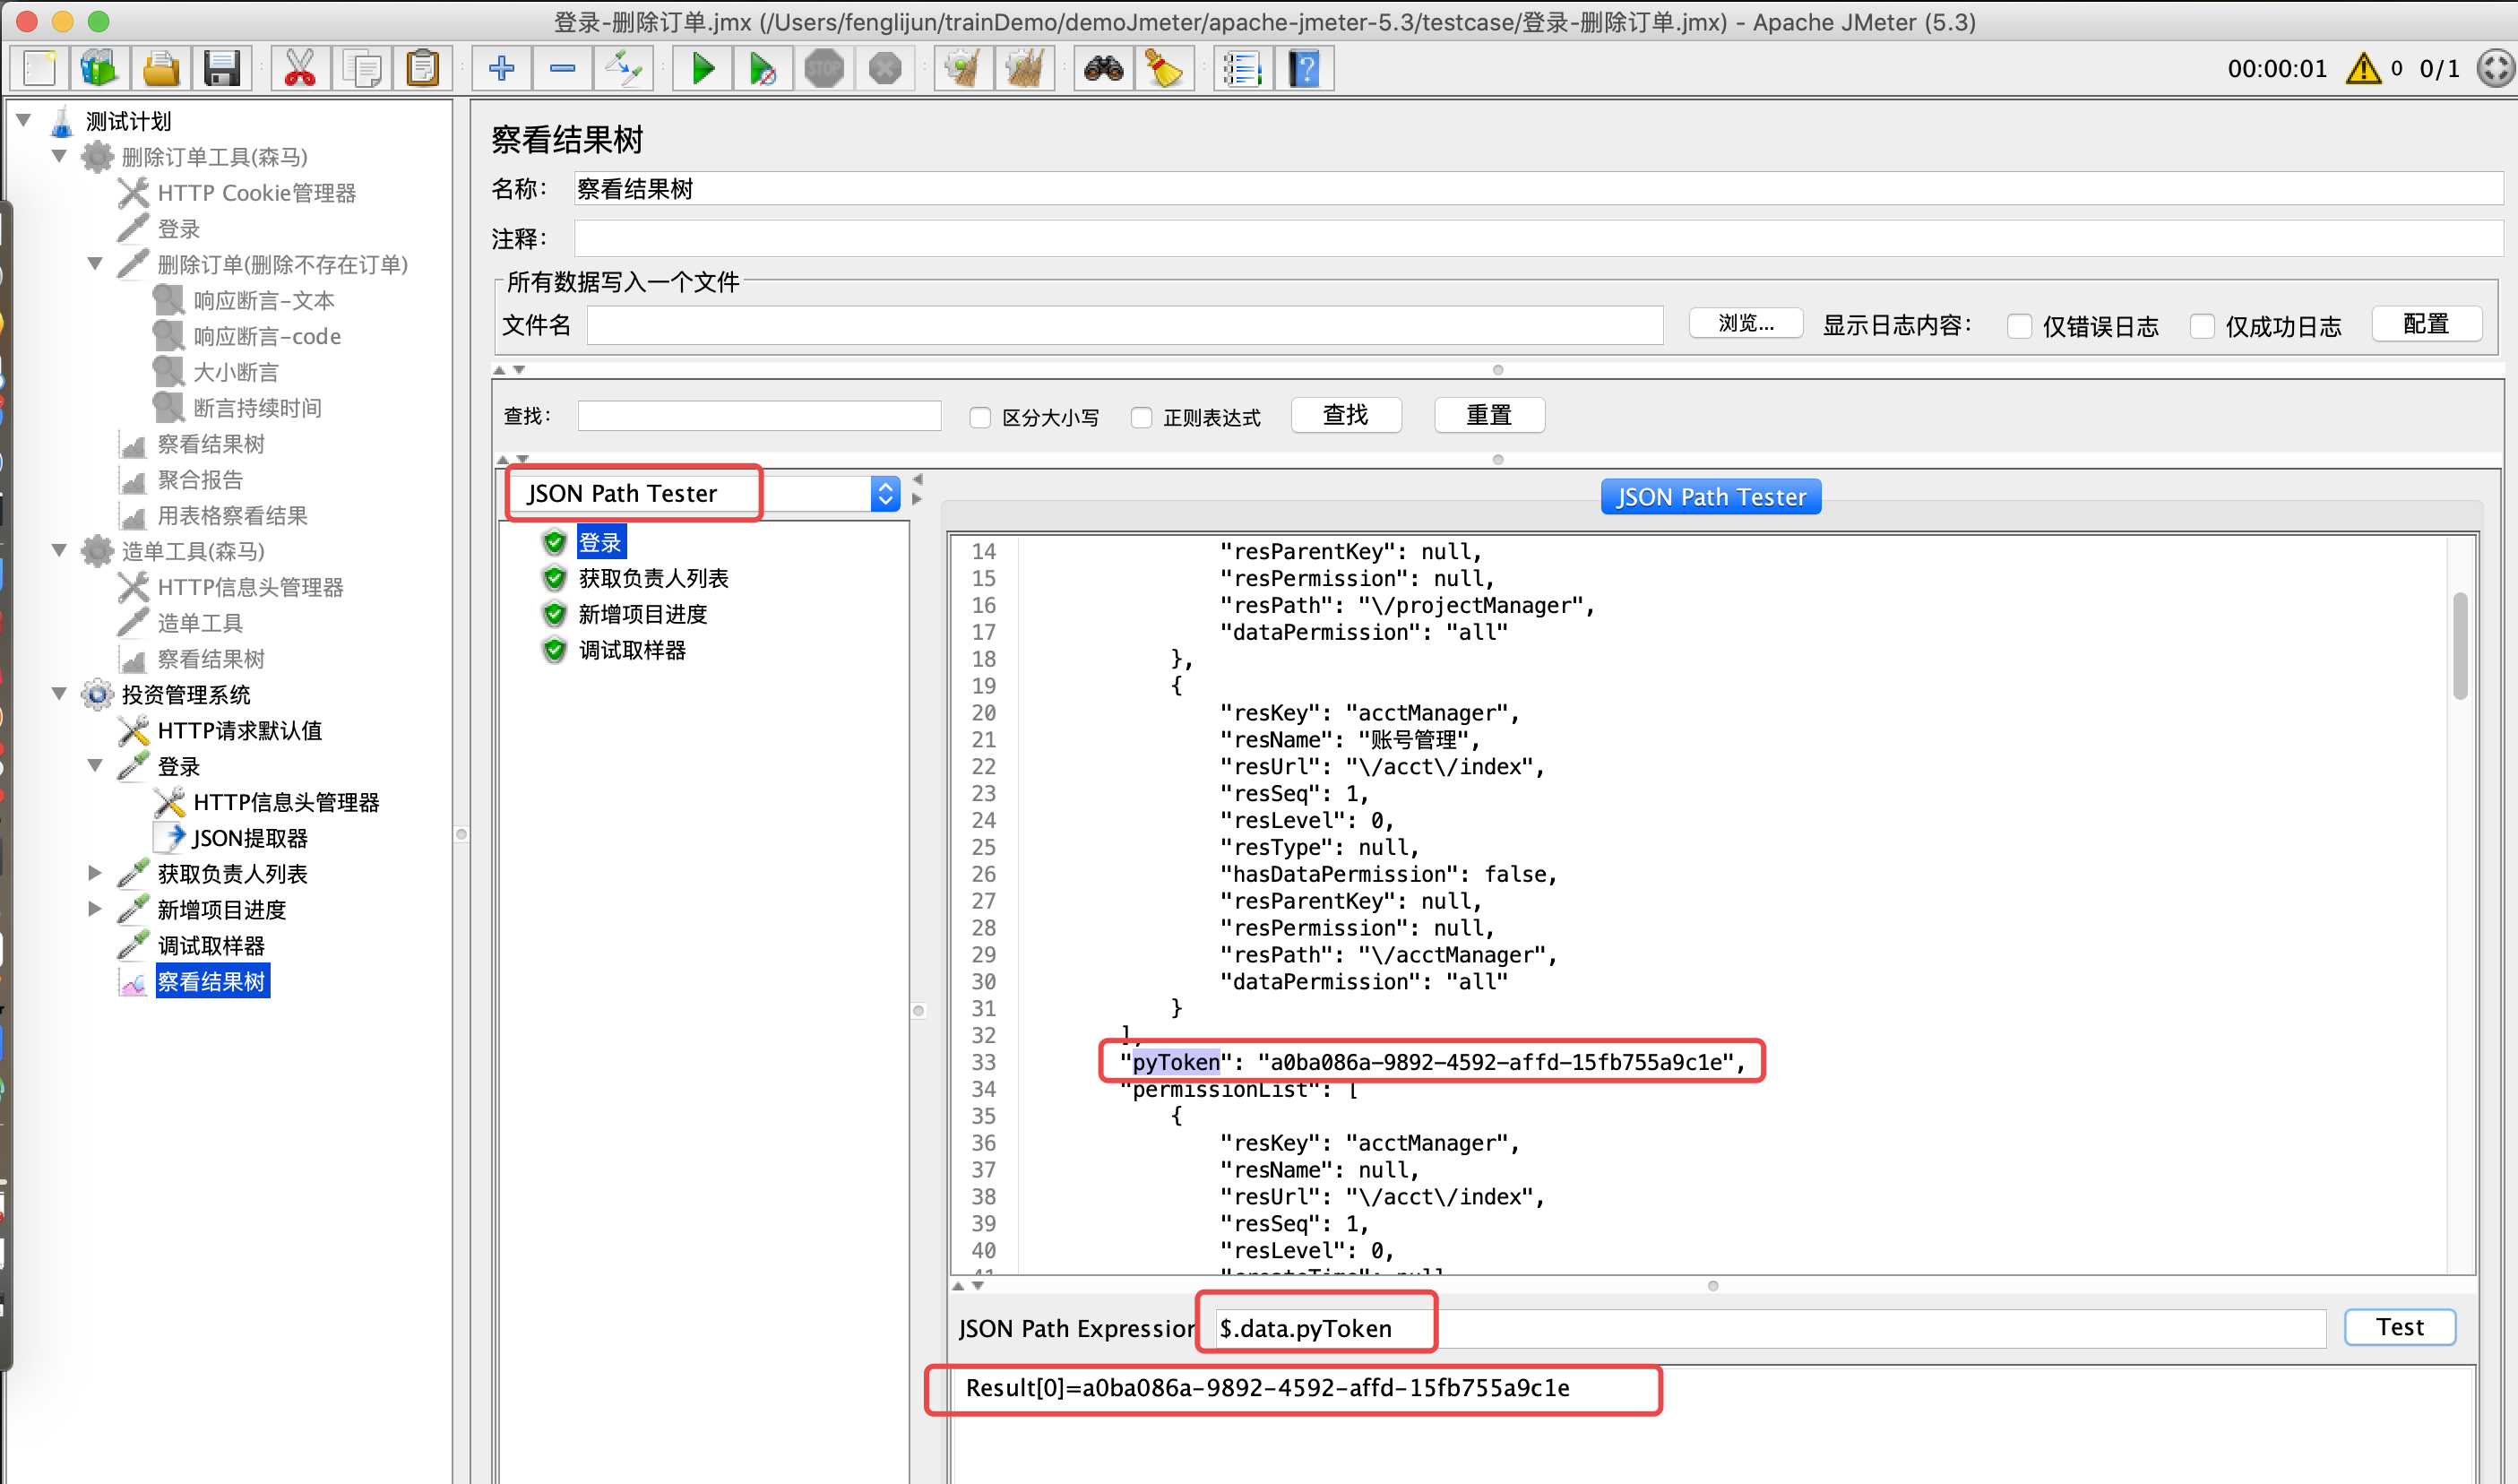 登录-删除订单.jmx (/Users/fenglijun/trainDemo/demoJmeter/apache-jmeter-5.3/testcase/登录-删除订单.jmx) - Apache JMeter (5.3)
STOP
00:00:01 0 0/1
测试计划
删除订单工具(森马)
HTTP Cookie管理器
登录
删除订单(删除不存在订单)
响应断言-文本
响应断言-code
大小断言
断言持续时间
察看结果树
聚合报告
用表格察看结果
造单工具(森马)
HTTP信息头管理器
造单工具
察看结果树
投资管理系统
HTTP请求默认值
登录
HTTP信息头管理器
JSON提取器
获取负责人列表
新增项目进度
调试取样器
察看结果树
察看结果树
名称: 察看结果树
注释:
所有数据写入一个文件
文件名 浏览... 显示日志内容: 仅错误日志 仅成功日志 配置
查找: 区分大小写 正则表达式 查找 重置
JSON Path Tester
登录
获取负责人列表
新增项目进度
调试取样器
JSON Path Tester
14 "resParentKey": null,
15 "resPermission": null,
16 "resPath": "\/projectManager",
17 "dataPermission": "all"
18 },
19 {
20 "resKey": "acctManager",
21 "resName": "账号管理",
22 "resUrl": "\/acct\/index",
23 "resSeq": 1,
24 "resLevel": 0,
25 "resType": null,
26 "hasDataPermission": false,
27 "resParentKey": null,
28 "resPermission": null,
29 "resPath": "\/acctManager",
30 "dataPermission": "all"
31 }
32 ],
33 "pyToken": "a0ba086a-9892-4592-affd-15fb755a9c1e",
34 "permissionList": [
35 {
36 "resKey": "acctManager",
37 "resName": null,
38 "resUrl": "\/acct\/index",
39 "resSeq": 1,
40 "resLevel": 0,
JSON Path Expression $.data.pyToken Test
Result[0]=a0ba086a-9892-4592-affd-15fb755a9c1e